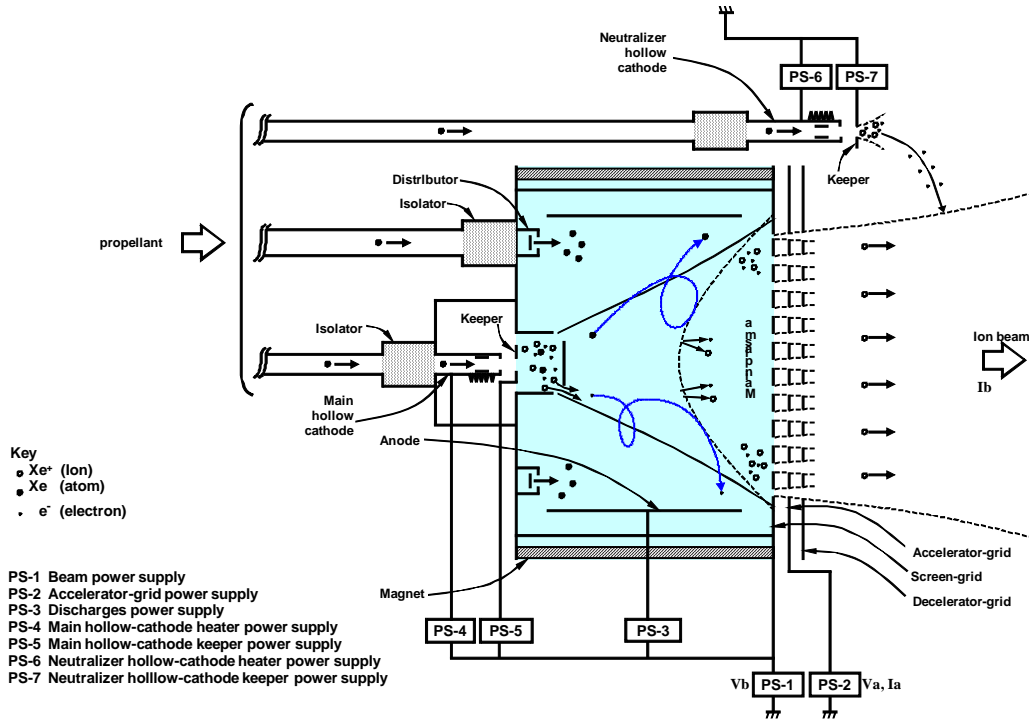 Neutralizer
hollow
cathode
PS-6
PS-7
Keeper
DistrIbutor
Isolator
propellant
Isolator
Keeper
Main
hollow
cathode
Anode
Mandplasma
Ion beam
Ib
Key
Xe+ (Ion)
Xe (atom)
e- (electron)
Accelerator-grid
Screen-grid
Decelerator-grid
Magnet
PS-1 Beam power supply
PS-2 Accelerator-grid power supply
PS-3 Discharges power supply
PS-4 Main hollow-cathode heater power supply
PS-5 Main hollow-cathode keeper power supply
PS-6 Neutralizer hollow-cathode heater power supply
PS-7 Neutralizer holllow-cathode keeper power supply
PS-4
PS-5
PS-3
Vb
PS-1
PS-2
Va, Ia